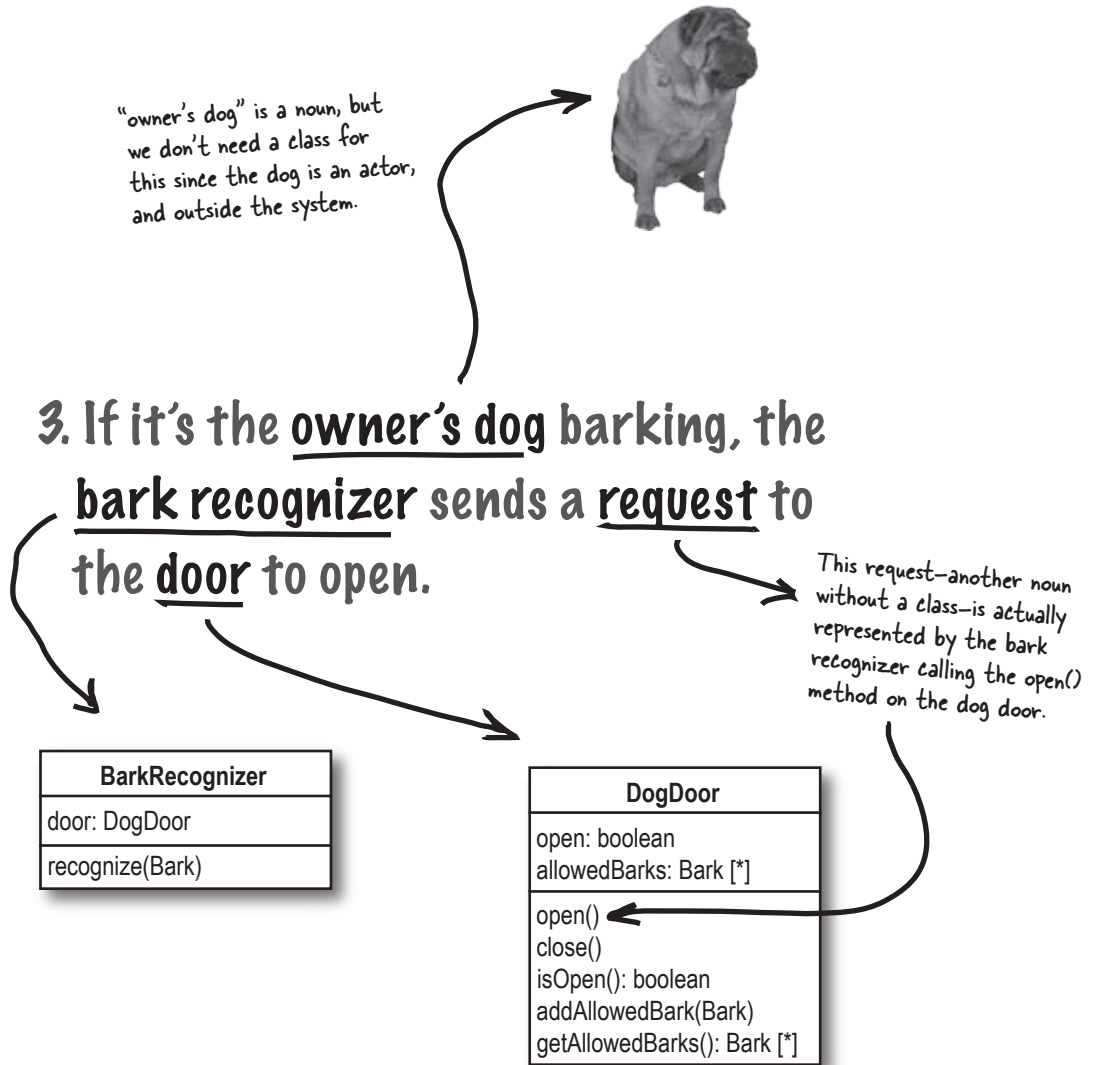 “owner’s dog” is a noun, but
we don’t need a class for
this since the dog is an actor,
and outside the system.
3. If it’s the owner’s dog barking, the
bark recognizer sends a request to
the door to open.
This request—another noun
without a class—is actually
represented by the bark
recognizer calling the open()
method on the dog door.
BarkRecognizer
door: DogDoor
recognize(Bark)
DogDoor
open: boolean
allowedBarks: Bark [*]
open()
close()
isOpen(): boolean
addAllowedBark(Bark)
getAllowedBarks(): Bark [*]